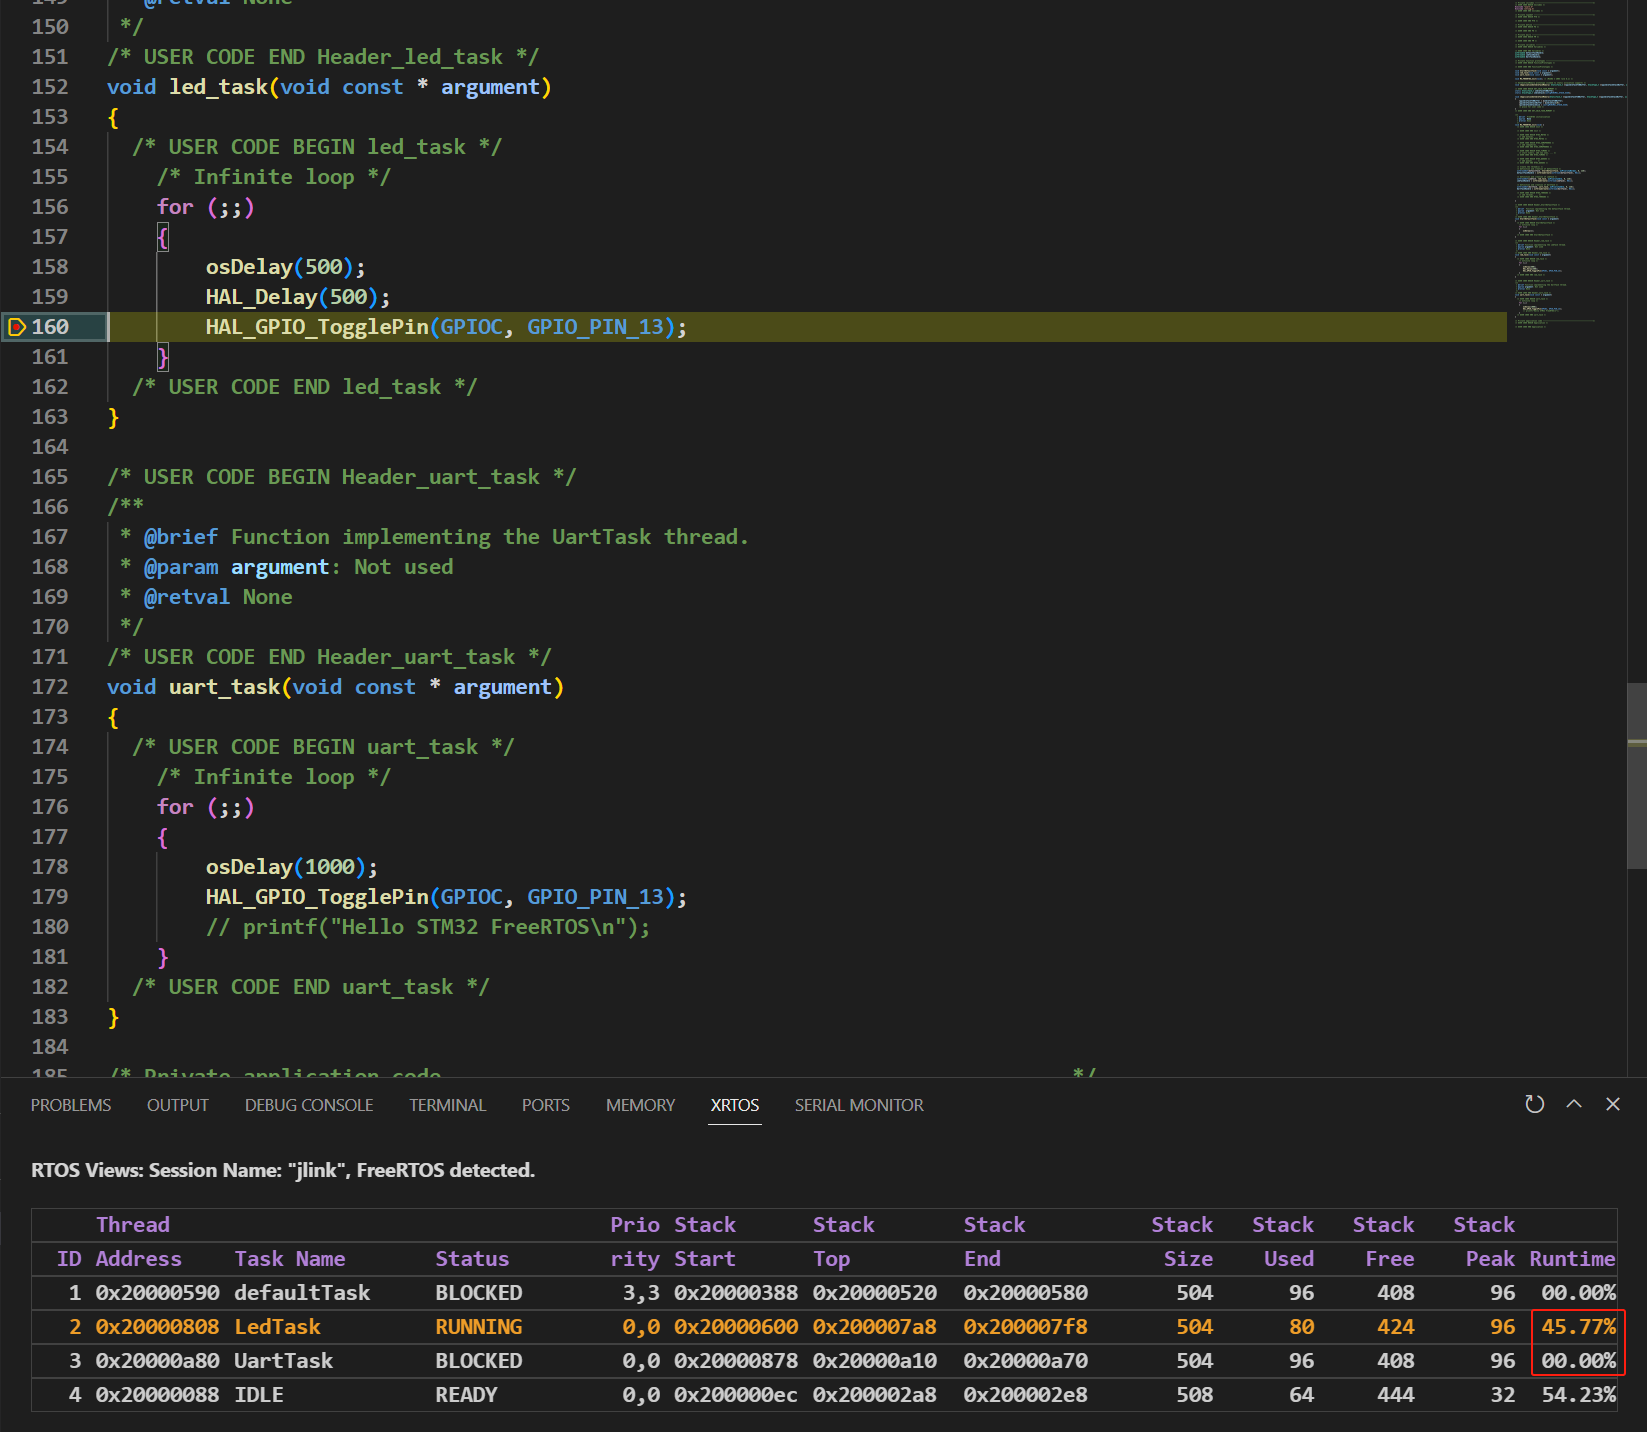 149 * @retval None
150 */
151 /* USER CODE END Header_led_task */
152 void led_task(void const * argument)
153 {
154 /* USER CODE BEGIN led_task */
155 /* Infinite loop */
156 for (;;)
157 {
158 osDelay(500);
159 HAL_Delay(500);
160 HAL_GPIO_TogglePin(GPIOC, GPIO_PIN_13);
161 }
162 /* USER CODE END led_task */
163 }
164
165 /* USER CODE BEGIN Header_uart_task */
166 /**
167 * @brief Function implementing the UartTask thread.
168 * @param argument: Not used
169 * @retval None
170 */
171 /* USER CODE END Header_uart_task */
172 void uart_task(void const * argument)
173 {
174 /* USER CODE BEGIN uart_task */
175 /* Infinite loop */
176 for (;;)
177 {
178 osDelay(1000);
179 HAL_GPIO_TogglePin(GPIOC, GPIO_PIN_13);
180 // printf("Hello STM32 FreeRTOS\n");
181 }
182 /* USER CODE END uart_task */
183 }
184
185 /* Private application code */
PROBLEMS OUTPUT DEBUG CONSOLE TERMINAL PORTS MEMORY XRTOS SERIAL MONITOR
RTOS Views: Session Name: "jlink", FreeRTOS detected.
Thread Prio Stack Stack Stack Stack Stack Stack Stack
ID Address Task Name Status rity Start Top End Size Used Free Peak Runtime
1 0x20000590 defaultTask BLOCKED 3,3 0x20000388 0x20000520 0x20000580 504 96 408 96 00.00%
2 0x20000808 LedTask RUNNING 0,0 0x20000600 0x200007a8 0x200007f8 504 80 424 96 45.77%
3 0x20000a80 UartTask BLOCKED 0,0 0x20000878 0x20000a10 0x20000a70 504 96 408 96 00.00%
4 0x20000088 IDLE READY 0,0 0x200000ec 0x200002a8 0x200002e8 508 64 444 32 54.23%